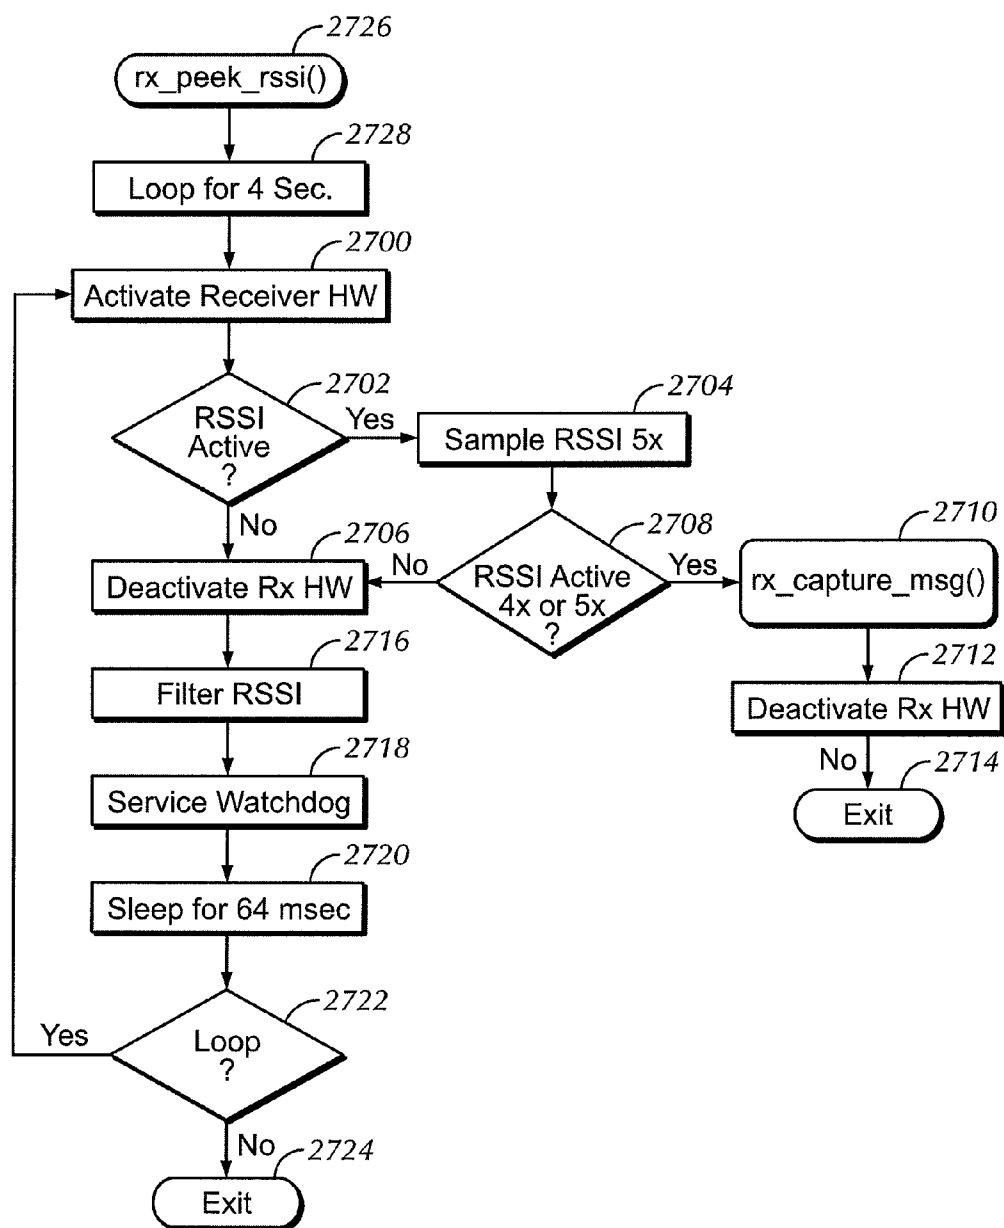 2726
rx_peek_rssi()
2728
Loop for 4 Sec.
2700
Activate Receiver HW
2702
RSSI
Active
?
Yes
2704
Sample RSSI 5x
No
2706
Deactivate Rx HW
No
2708
RSSI Active
4x or 5x
?
Yes
2710
rx_capture_msg()
2712
Deactivate Rx HW
No
2714
Exit
2716
Filter RSSI
2718
Service Watchdog
2720
Sleep for 64 msec
2722
Loop
?
Yes
No
2724
Exit